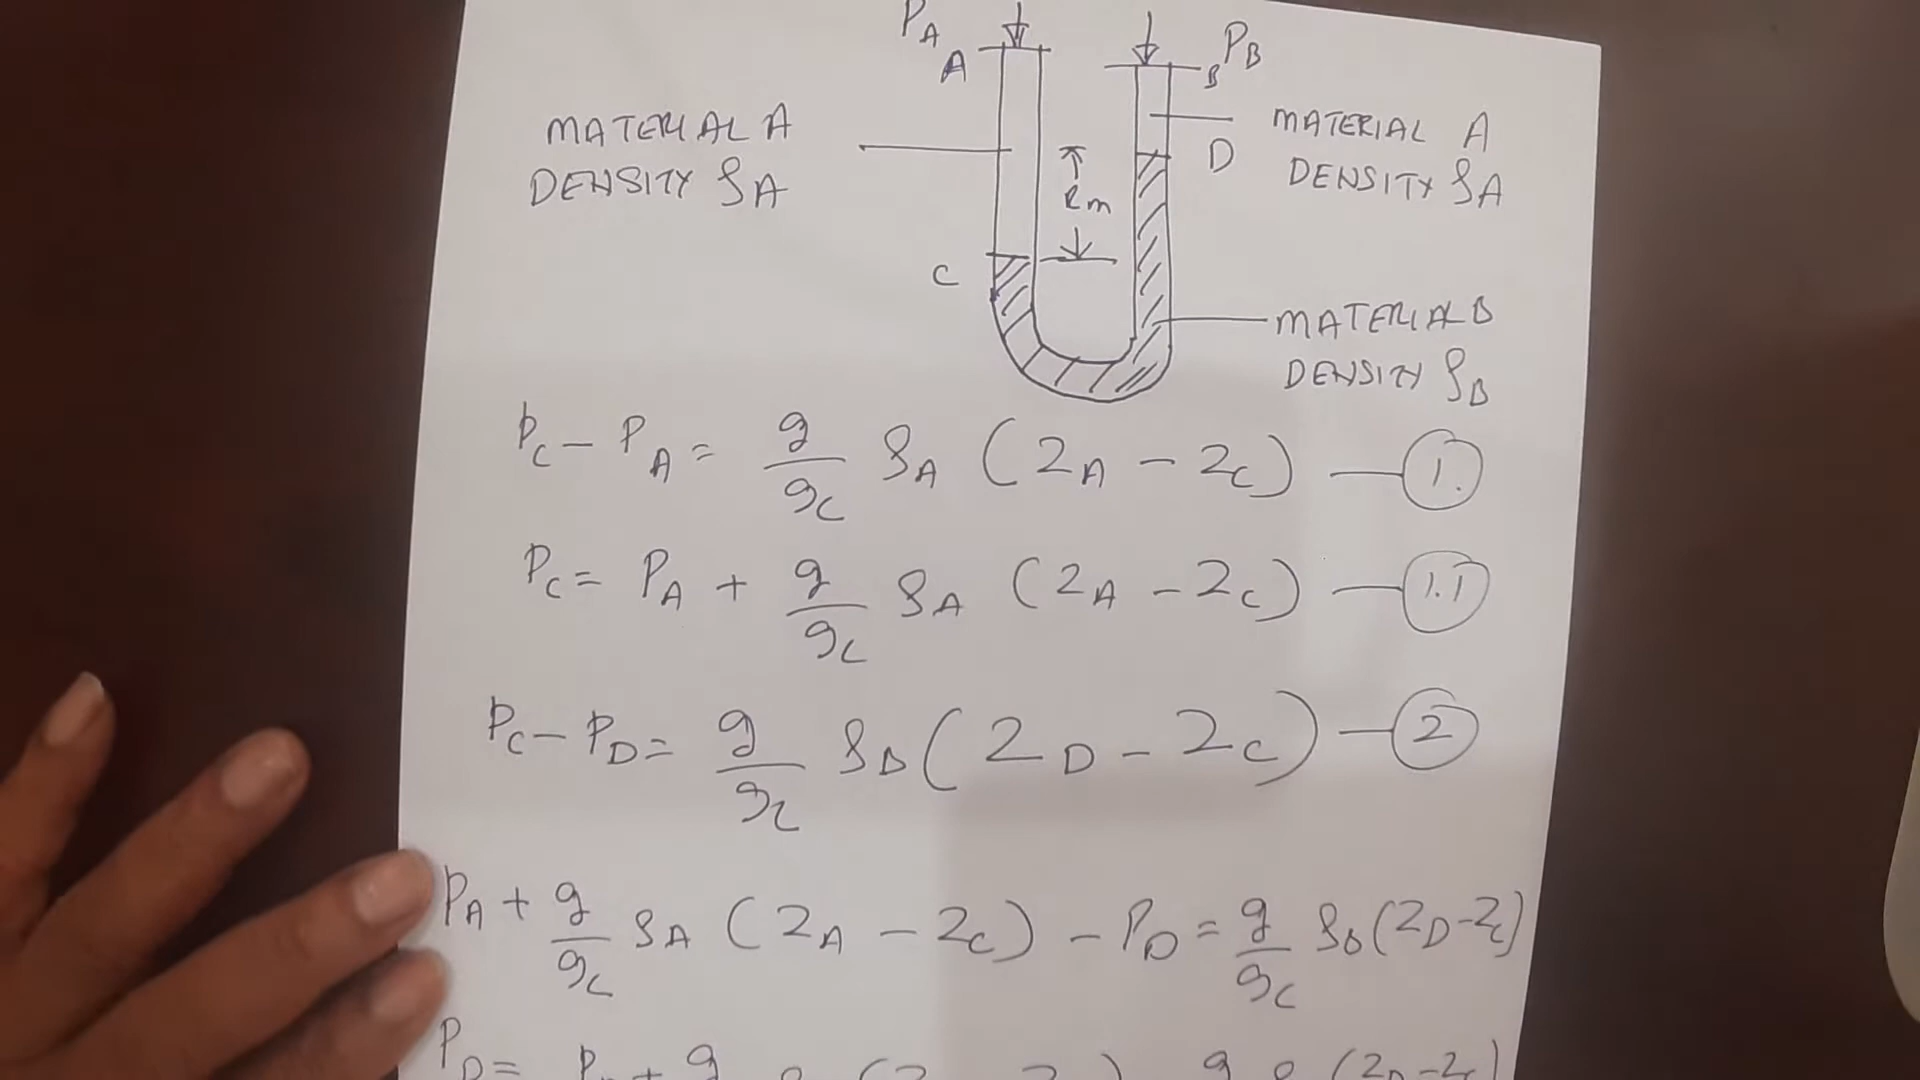 PA
A
PB
B
MATERIAL A
DENSITY ρA
MATERIAL A
DENSITY ρA
D
Rm
C
MATERIAL B
DENSITY ρB
PC - PA = g/gc ρA (ZA - ZC) — 1.
PC = PA + g/gc ρA (ZA - ZC) — 1.1
PC - PD = g/gc ρB (ZD - ZC) — 2
PA + g/gc ρA (ZA - ZC) - PD = g/gc ρB (ZD - ZC)
PD =